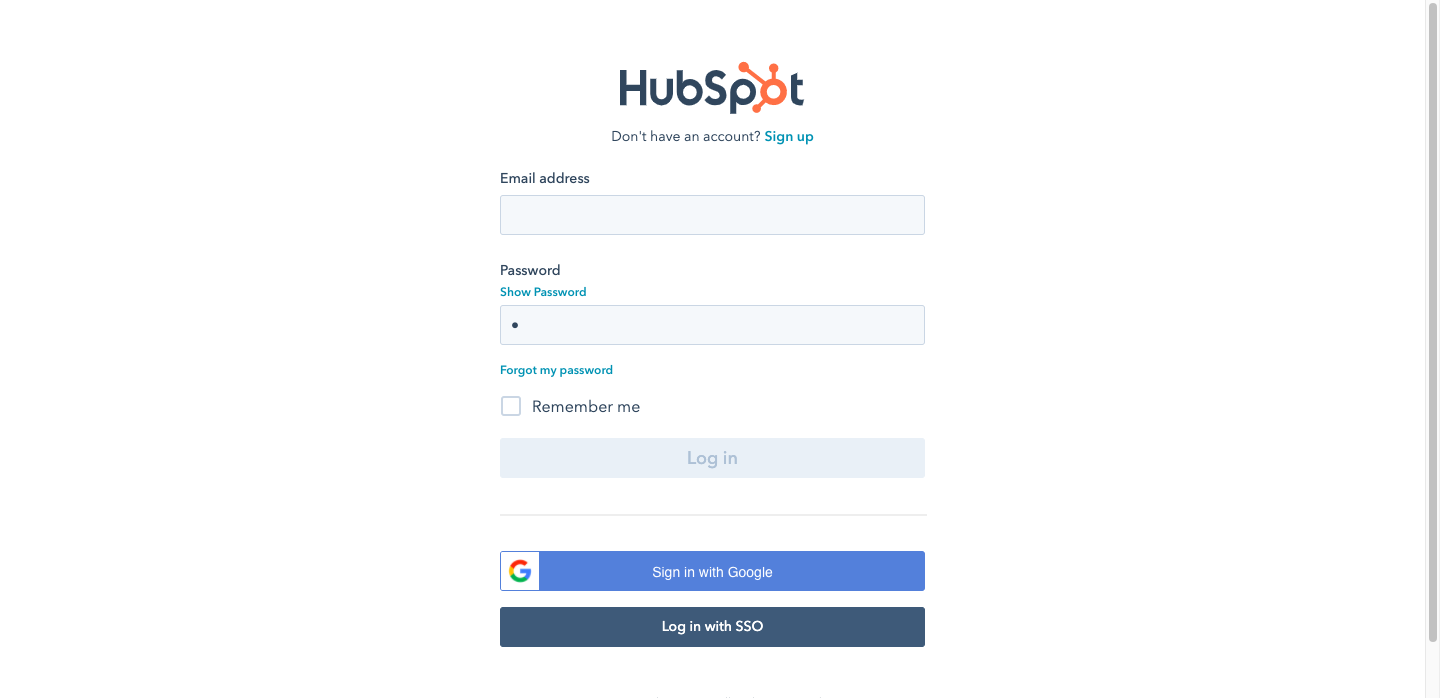 HubSpot
Don't have an account? Sign up
Email address
Password
Show Password
•
Forgot my password
Remember me
Log in
Sign in with Google
Log in with SSO